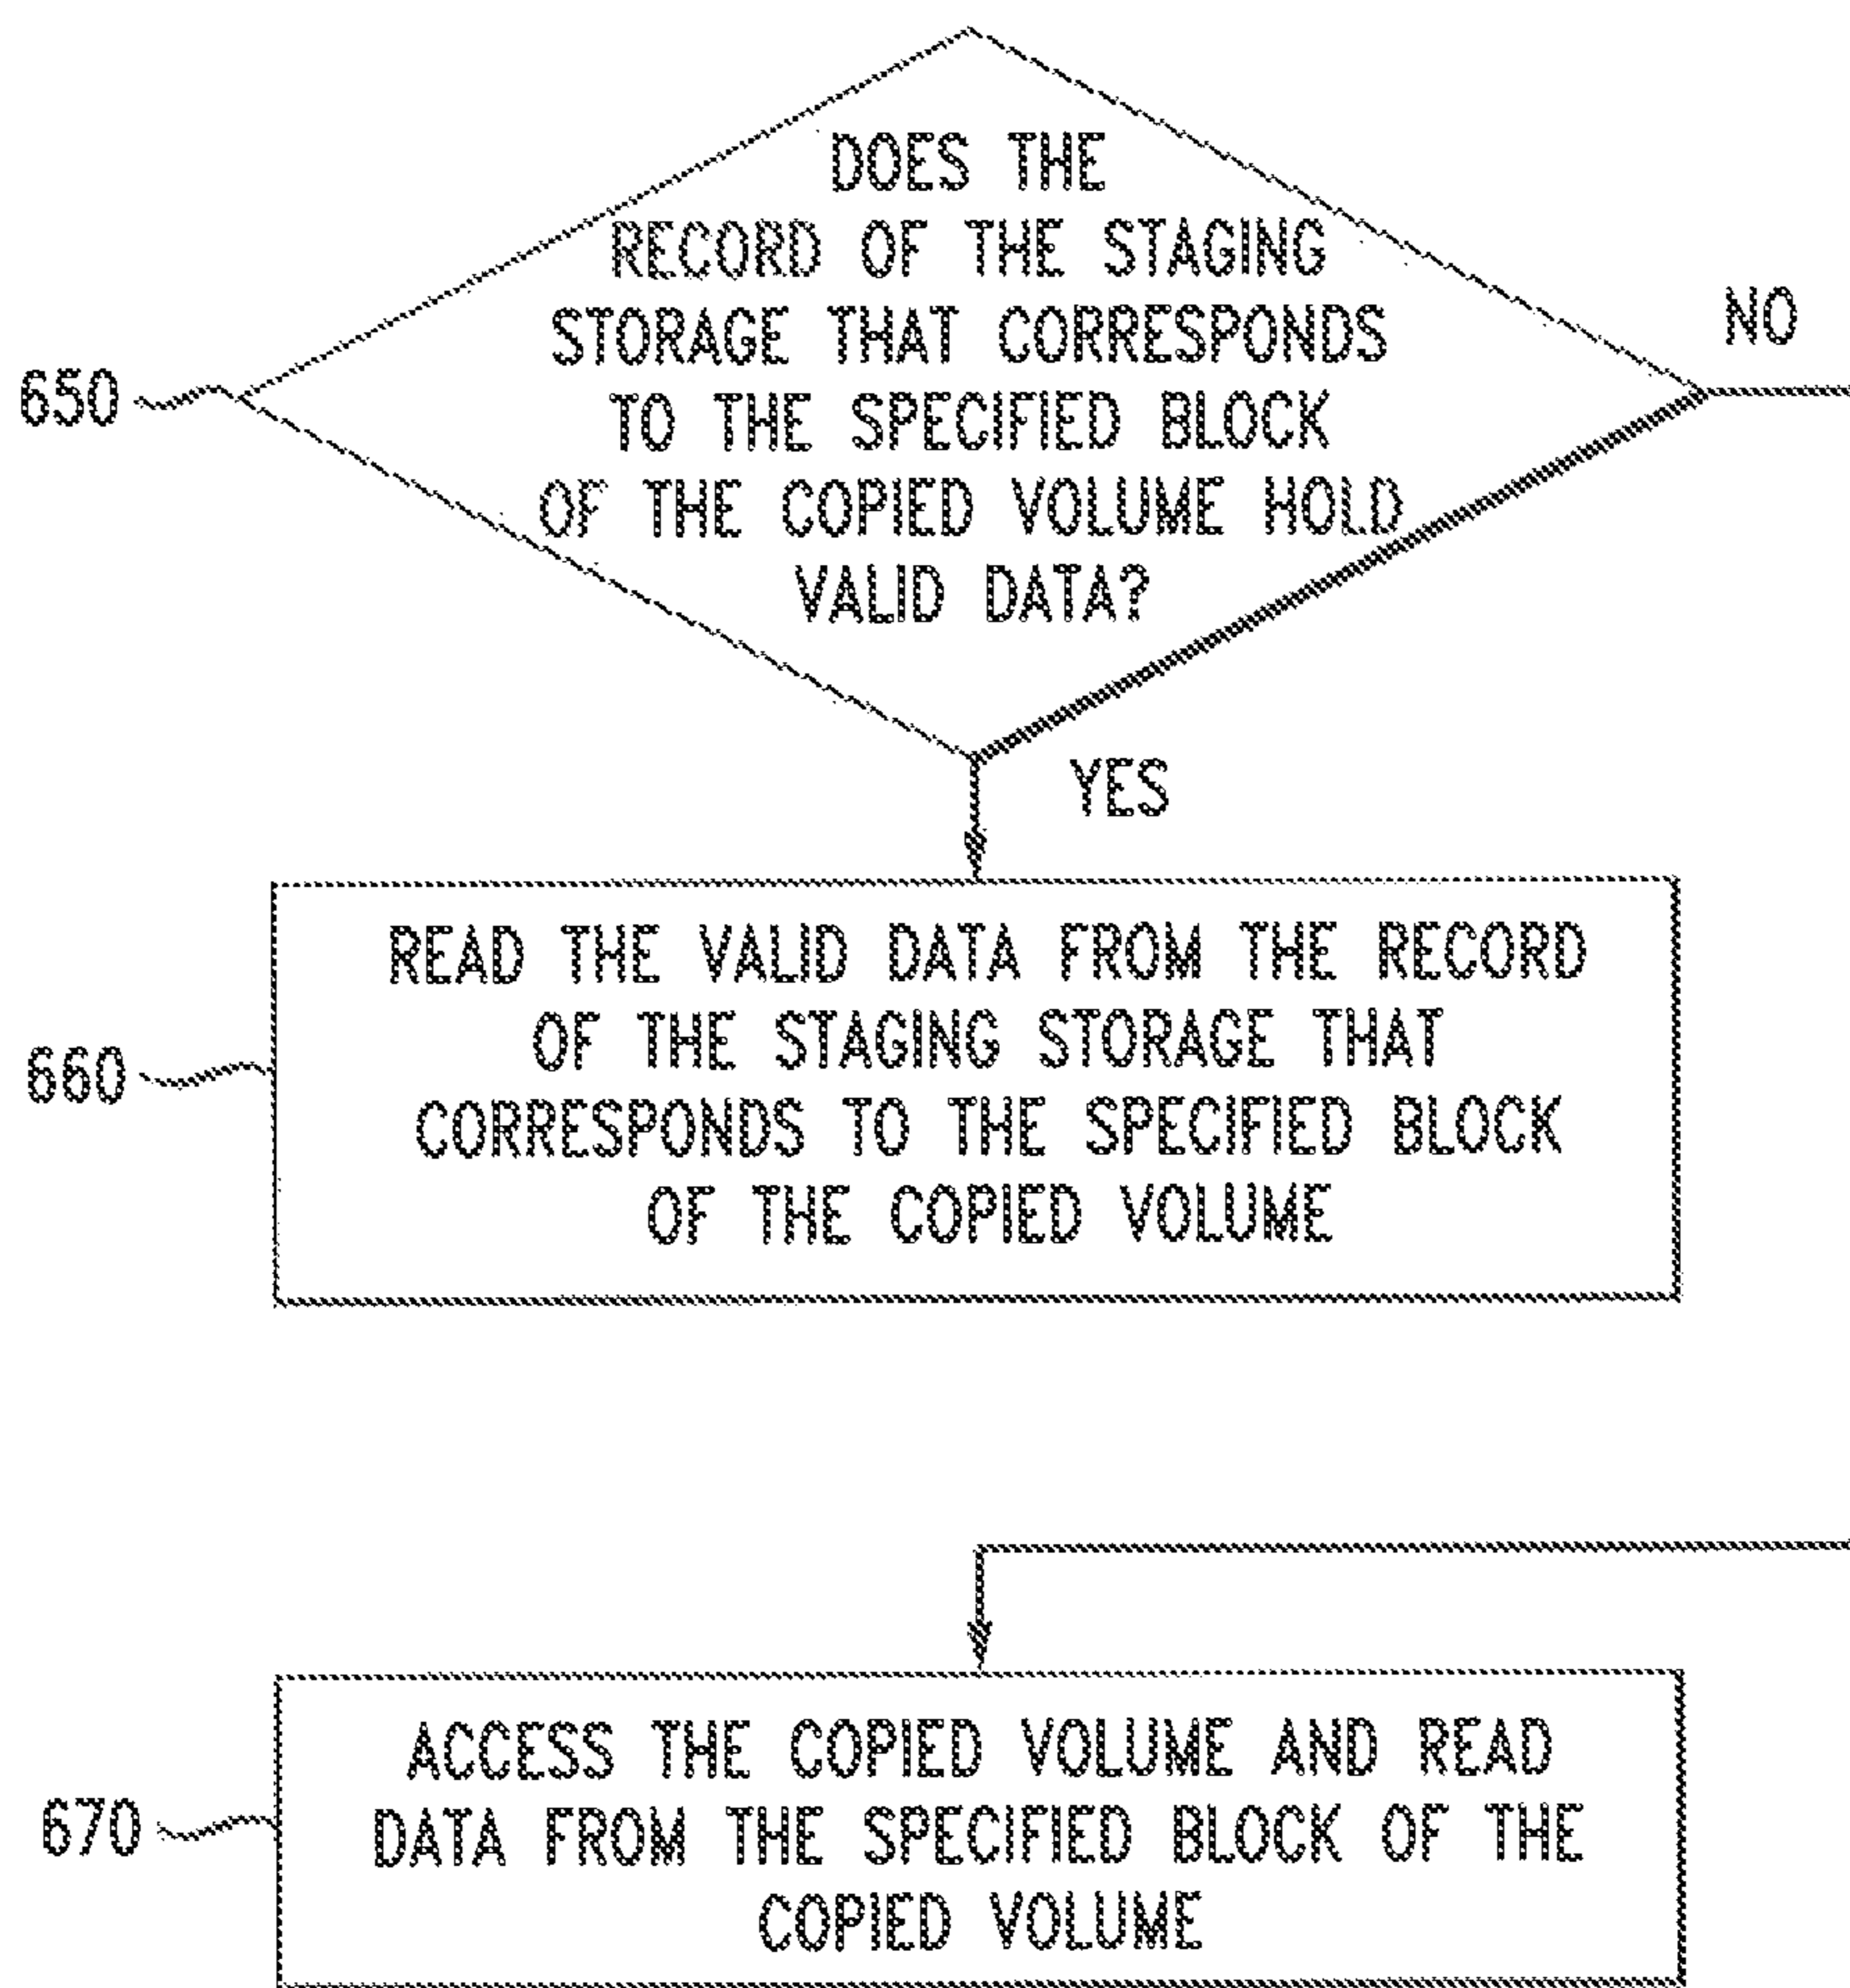 DOES THE
RECORD OF THE STAGING
STORAGE THAT CORRESPONDS
TO THE SPECIFIED BLOCK
OF THE COPIED VOLUME HOLD
VALID DATA?
650
NO
YES
READ THE VALID DATA FROM THE RECORD
OF THE STAGING STORAGE THAT
CORRESPONDS TO THE SPECIFIED BLOCK
OF THE COPIED VOLUME
660
ACCESS THE COPIED VOLUME AND READ
DATA FROM THE SPECIFIED BLOCK OF THE
COPIED VOLUME
670